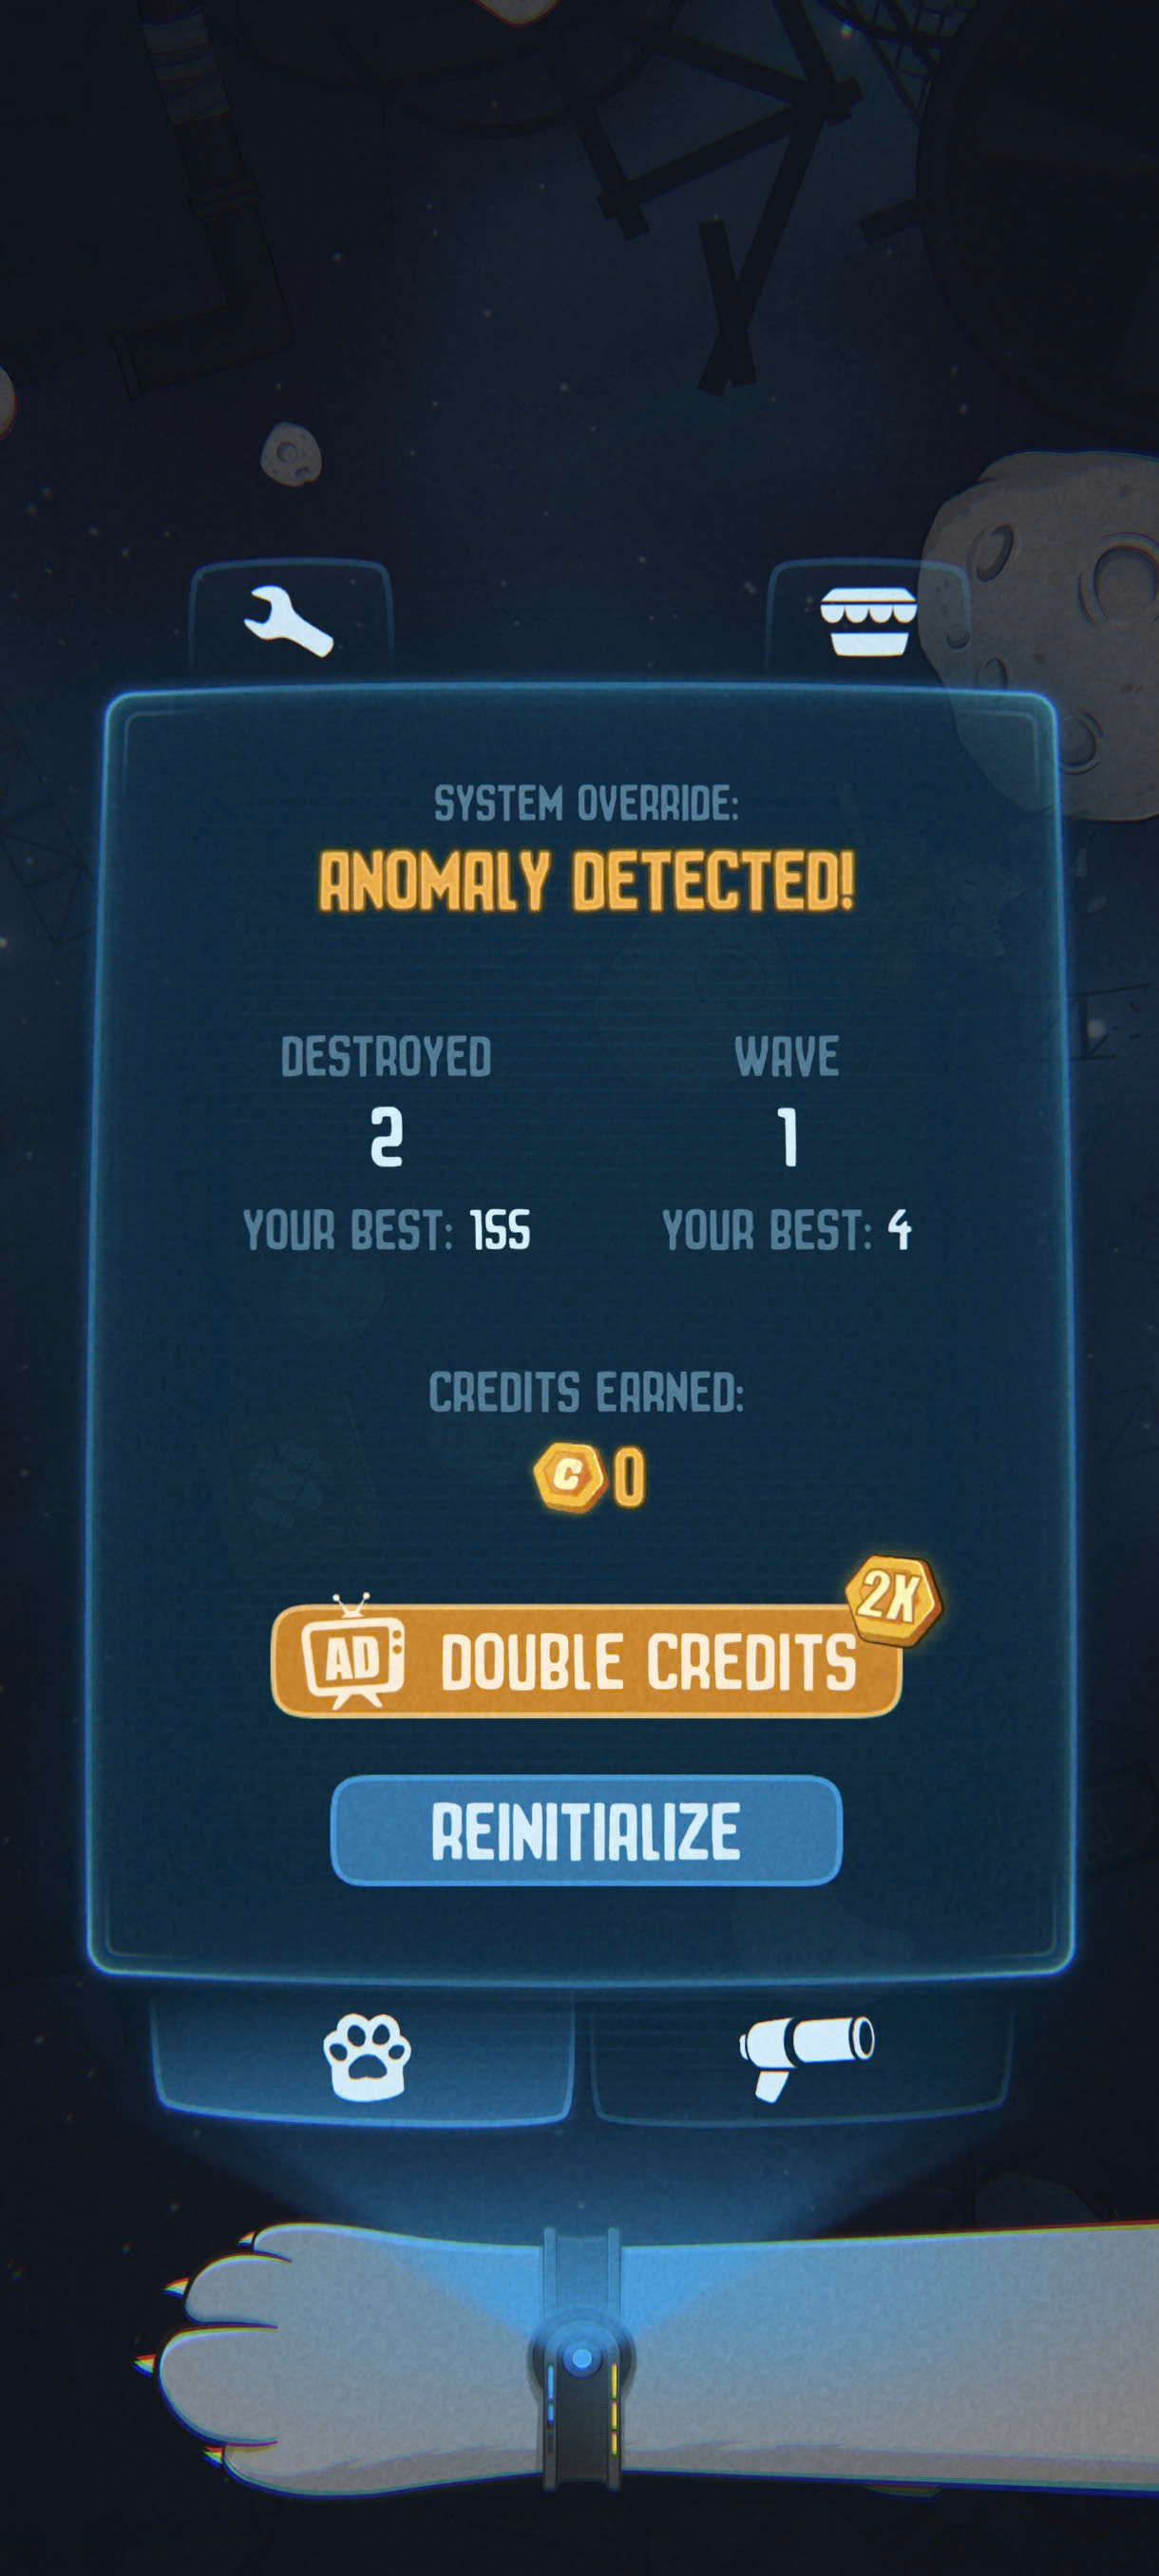 SYSTEM OVERRIDE:
ANOMALY DETECTED!
DESTROYED
WAVE
2
1
YOUR BEST: 155
YOUR BEST: 4
CREDITS EARNED:
C 0
2X
AD DOUBLE CREDITS
REINITIALIZE